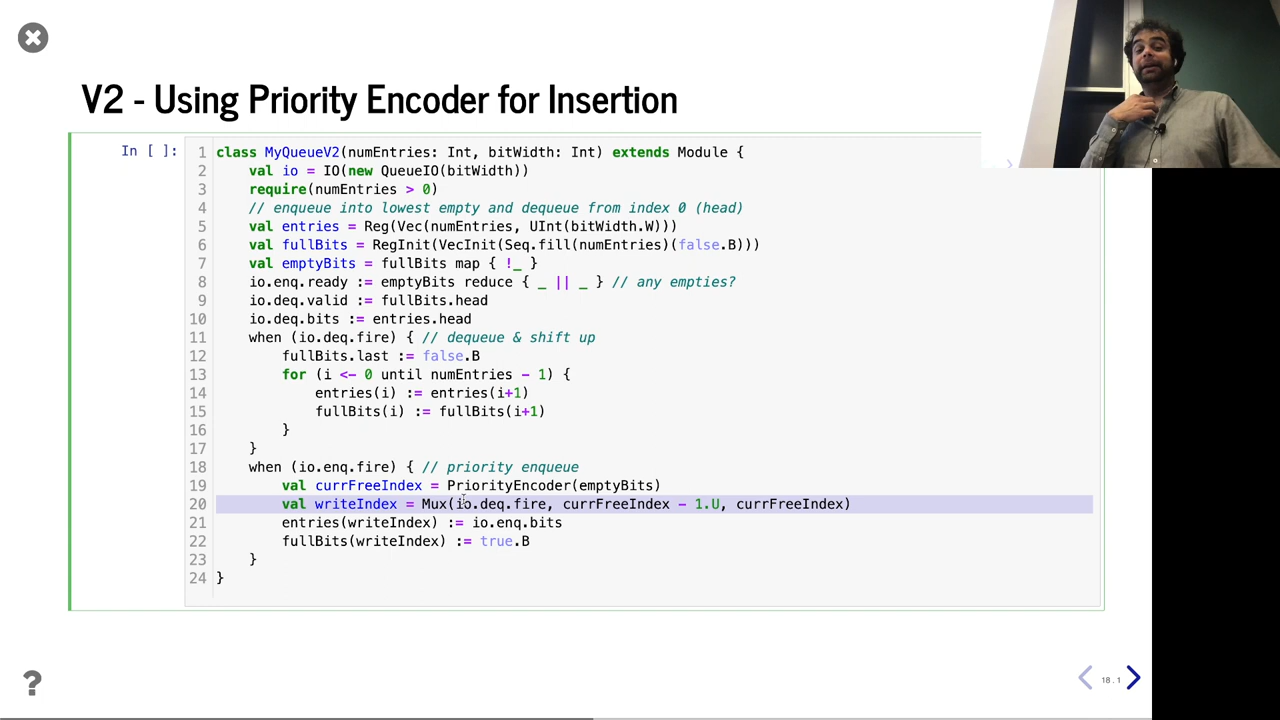 V2 - Using Priority Encoder for Insertion
In [ ]:
1 class MyQueueV2(numEntries: Int, bitWidth: Int) extends Module {
2     val io = IO(new QueueIO(bitWidth))
3     require(numEntries > 0)
4     // enqueue into lowest empty and dequeue from index 0 (head)
5     val entries = Reg(Vec(numEntries, UInt(bitWidth.W)))
6     val fullBits = RegInit(VecInit(Seq.fill(numEntries)(false.B)))
7     val emptyBits = fullBits map { !_ }
8     io.enq.ready := emptyBits reduce { _ || _ } // any empties?
9     io.deq.valid := fullBits.head
10     io.deq.bits := entries.head
11     when (io.deq.fire) { // dequeue & shift up
12         fullBits.last := false.B
13         for (i <- 0 until numEntries - 1) {
14             entries(i) := entries(i+1)
15             fullBits(i) := fullBits(i+1)
16         }
17     }
18     when (io.enq.fire) { // priority enqueue
19         val currFreeIndex = PriorityEncoder(emptyBits)
20         val writeIndex = Mux(io.deq.fire, currFreeIndex - 1.U, currFreeIndex)
21         entries(writeIndex) := io.enq.bits
22         fullBits(writeIndex) := true.B
23     }
24 }
?
18 . 1